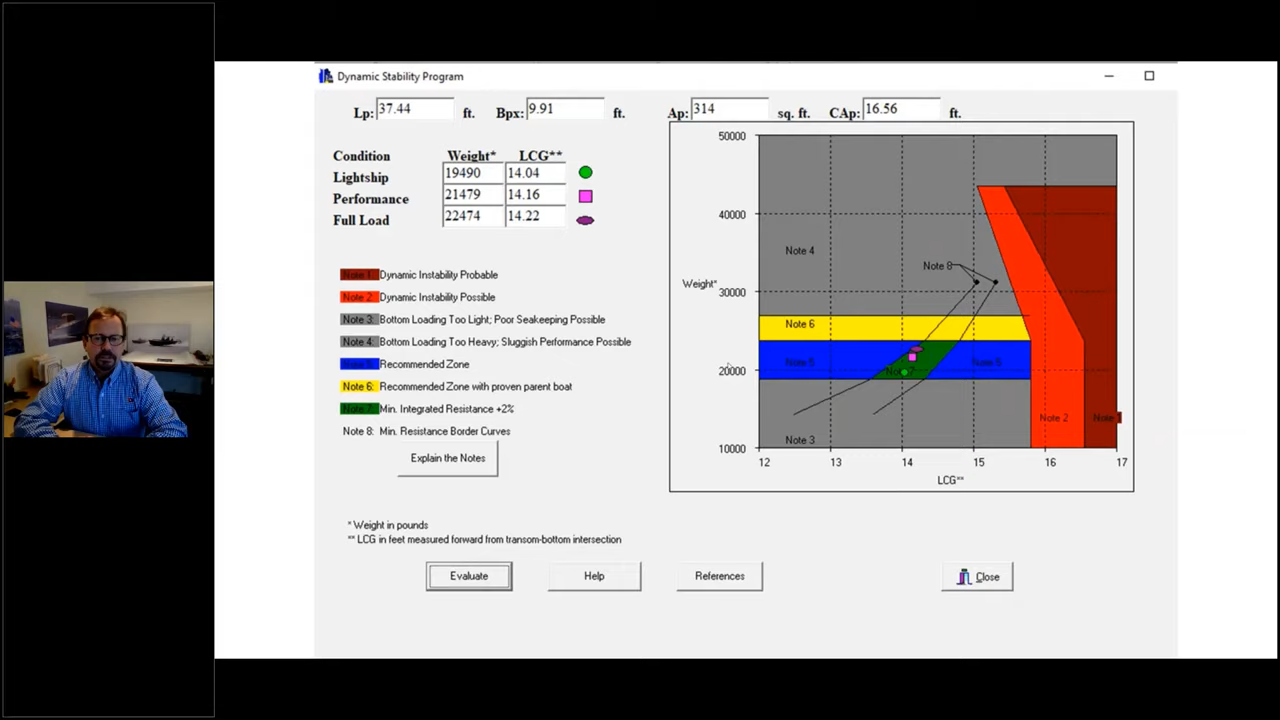 Dynamic Stability Program
Lp: 37.44 ft. Bpx: 9.91 ft. Ap: 314 sq. ft. CAp: 16.56 ft.
Condition Weight* LCG**
Lightship 19490 14.04
Performance 21479 14.16
Full Load 22474 14.22
Note 1: Dynamic Instability Probable
Note 2: Dynamic Instability Possible
Note 3: Bottom Loading Too Light; Poor Seakeeping Possible
Note 4: Bottom Loading Too Heavy; Sluggish Performance Possible
Note 5: Recommended Zone
Note 6: Recommended Zone with proven parent boat
Note 7: Min. Integrated Resistance +2%
Note 8: Min. Resistance Border Curves
Explain the Notes
50000
40000
Note 4
Note 8
Weight*
30000
Note 6
Note 5
Note 5
20000
Note 7
Note 2
Note 1
Note 3
10000
12 13 14 15 16 17
LCG**
* Weight in pounds
** LCG in feet measured forward from transom-bottom intersection
Evaluate Help References Close